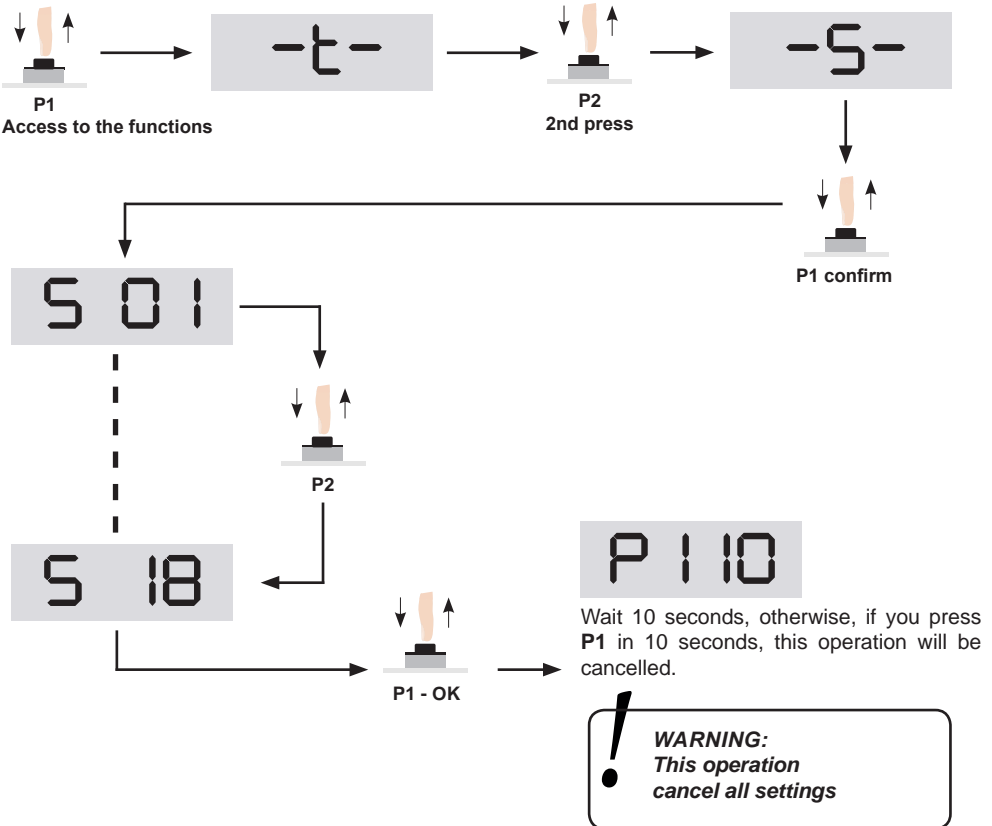 -t-
-S-
P1
Access to the functions
P2
2nd press
P1 confirm
S 01
P2
S 18
P1 - OK
P110
Wait 10 seconds, otherwise, if you press
P1 in 10 seconds, this operation will be
cancelled.
!
WARNING:
This operation
cancel all settings